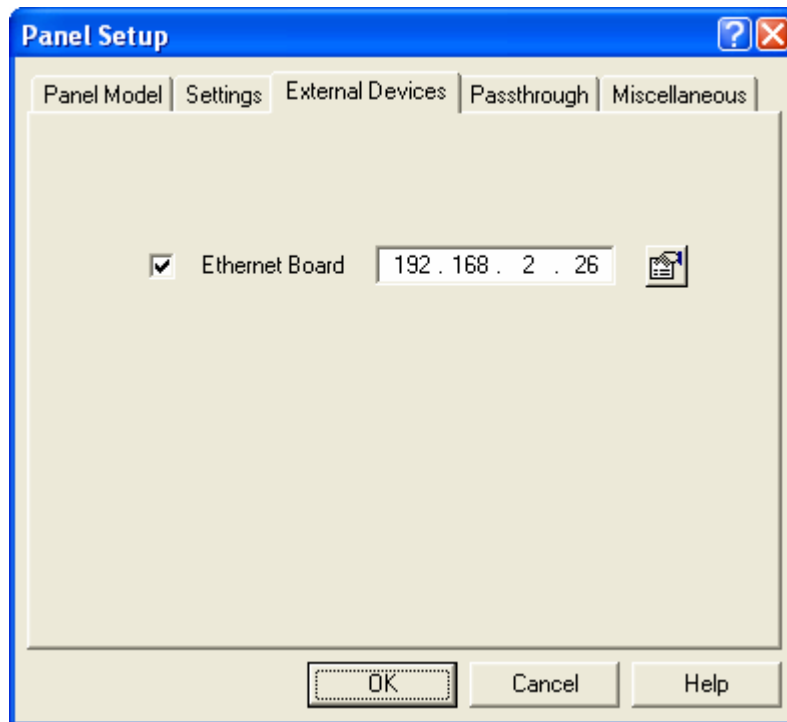 Panel Setup
Panel Model Settings External Devices Passthrough Miscellaneous
Ethernet Board 192 . 168 . 2 . 26
OK Cancel Help